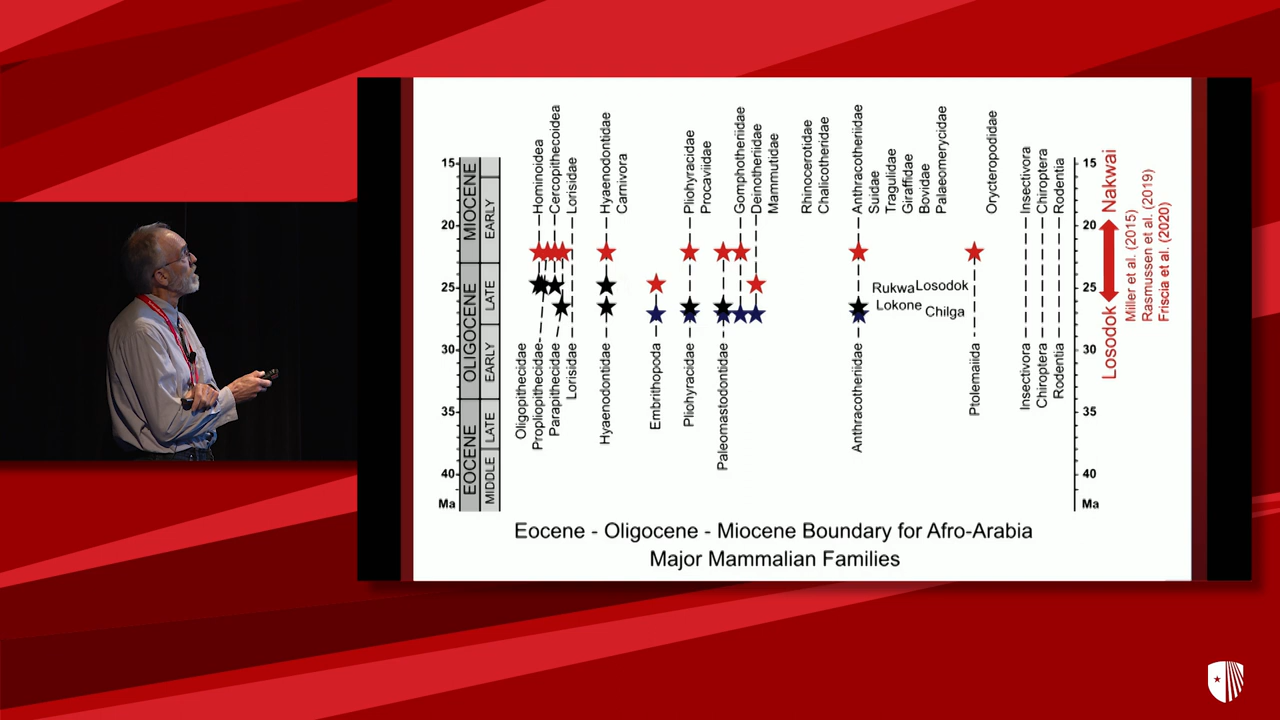 Hominoidea
Cercopithecoidea
Lorisidae
Hyaenodontidae
Carnivora
Pliohyracidae
Procaviidae
Gomphotheriidae
Deinotheriidae
Mammutidae
Rhinocerotidae
Chalicotheridae
Anthracotheriidae
Suidae
Tragulidae
Giraffidae
Bovidae
Palaeomerycidae
Orycteropodidae
Insectivora
Chiroptera
Rodentia
15
20
25
30
35
40
Ma
MIOCENE
EARLY
OLIGOCENE
LATE
EARLY
EOCENE
LATE
MIDDLE
Rukwa
Losodok
Lokone
Chilga
Oligopithecidae
Propliopithecidae
Parapithecidae
Lorisidae
Hyaenodontidae
Embrithopoda
Pliohyracidae
Paleomastodontidae
Anthracotheriidae
Ptolemaiida
Insectivora
Chiroptera
Rodentia
15
20
25
30
35
40
Ma
Losodok
Nakwai
Miller et al. (2015)
Rasmussen et al. (2019)
Friscia et al. (2020)
Eocene - Oligocene - Miocene Boundary for Afro-Arabia
Major Mammalian Families